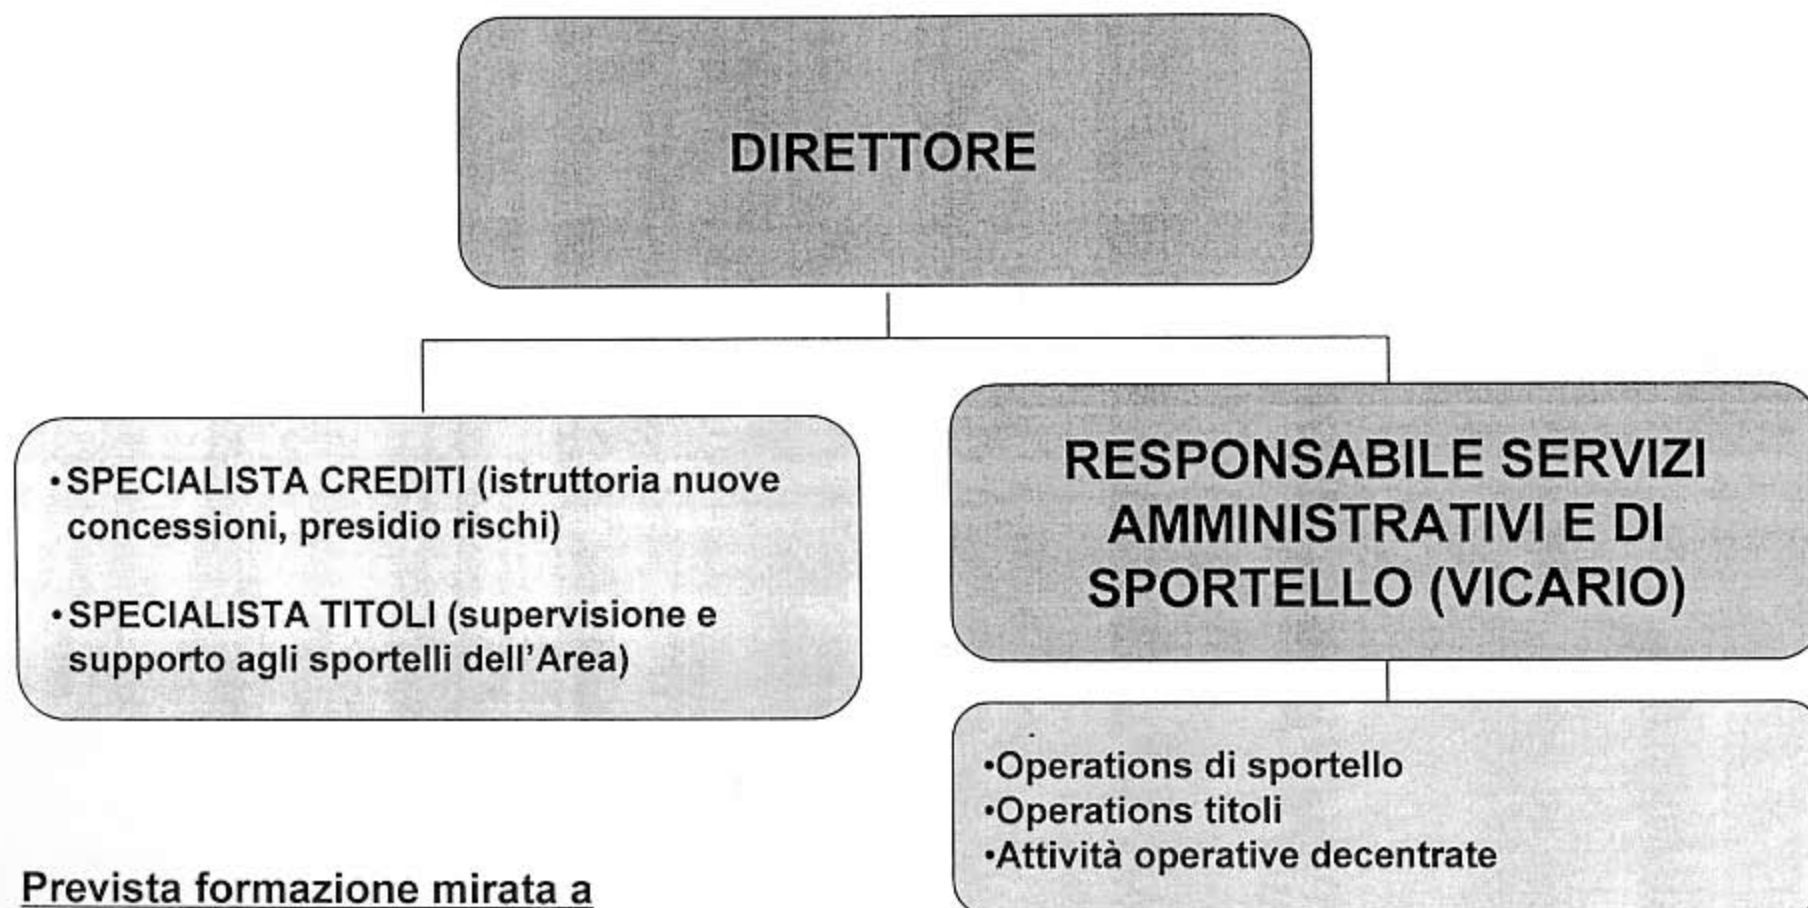 DIRETTORE
•SPECIALISTA CREDITI (istruttoria nuove
concessioni, presidio rischi)
•SPECIALISTA TITOLI (supervisione e
supporto agli sportelli dell'Area)
RESPONSABILE SERVIZI
AMMINISTRATIVI E DI
SPORTELLO (VICARIO)
•Operations di sportello
•Operations titoli
•Attività operative decentrate
Prevista formazione mirata a